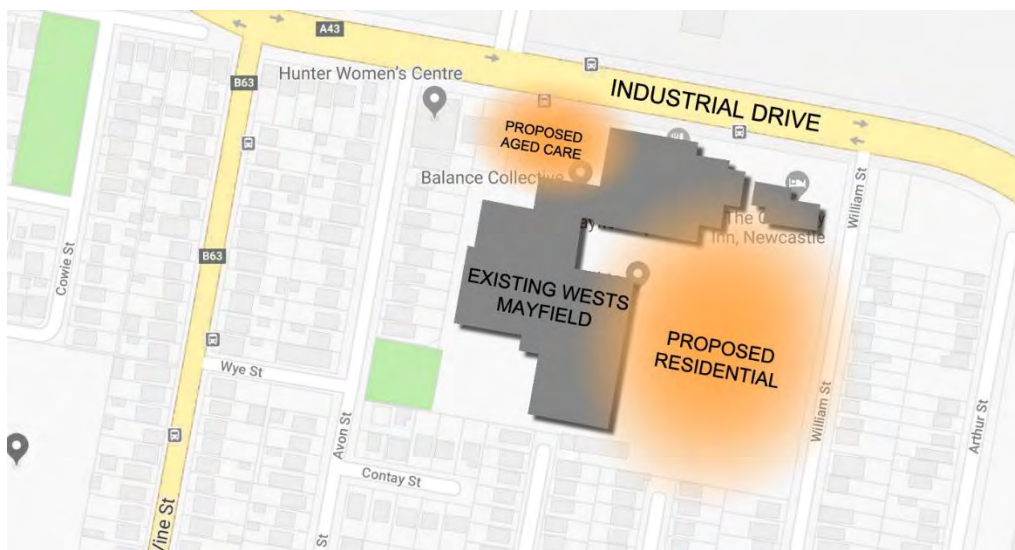 A43
B63
Hunter Women's Centre
INDUSTRIAL DRIVE
PROPOSED
AGED CARE
Balance Collective
William St
The
Inn, Newcastle
Cowie St
B63
EXISTING WESTS
MAYFIELD
PROPOSED
RESIDENTIAL
Wye St
Avon St
William St
Arthur St
Contay St
Vine St
St